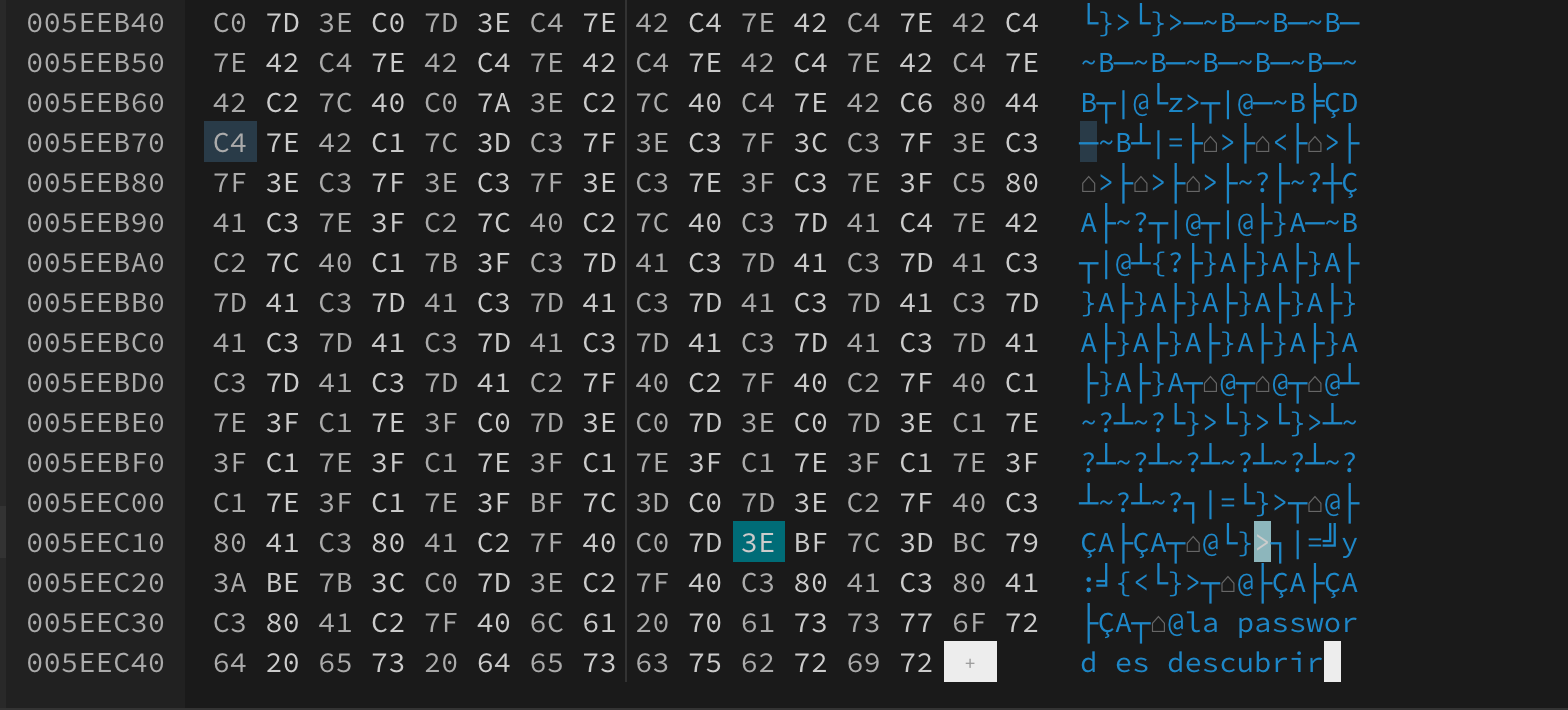 005EEB40 C0 7D 3E C0 7D 3E C4 7E 42 C4 7E 42 C4 7E 42 C4 └}>└}>─~B─~B─~B─
005EEB50 7E 42 C4 7E 42 C4 7E 42 C4 7E 42 C4 7E 42 C4 7E ~B─~B─~B─~B─~B─~
005EEB60 42 C2 7C 40 C0 7A 3E C2 7C 40 C4 7E 42 C6 80 44 B┬|@└z>┬|@─~B╞ÇD
005EEB70 C4 7E 42 C1 7C 3D C3 7F 3E C3 7F 3C C3 7F 3E C3 ─~B┴|=├⌂>├⌂<├⌂>├
005EEB80 7F 3E C3 7F 3E C3 7F 3E C3 7E 3F C3 7E 3F C5 80 ⌂>├⌂>├⌂>├~?├~?┼Ç
005EEB90 41 C3 7E 3F C2 7C 40 C2 7C 40 C3 7D 41 C4 7E 42 A├~?┬|@┬|@├}A─~B
005EEBA0 C2 7C 40 C1 7B 3F C3 7D 41 C3 7D 41 C3 7D 41 C3 ┬|@┴{?├}A├}A├}A├
005EEBB0 7D 41 C3 7D 41 C3 7D 41 C3 7D 41 C3 7D 41 C3 7D }A├}A├}A├}A├}A├}
005EEBC0 41 C3 7D 41 C3 7D 41 C3 7D 41 C3 7D 41 C3 7D 41 A├}A├}A├}A├}A├}A
005EEBD0 C3 7D 41 C3 7D 41 C2 7F 40 C2 7F 40 C2 7F 40 C1 ├}A├}A┬⌂@┬⌂@┬⌂@┴
005EEBE0 7E 3F C1 7E 3F C0 7D 3E C0 7D 3E C0 7D 3E C1 7E ~?┴~?└}>└}>└}>┴~
005EEBF0 3F C1 7E 3F C1 7E 3F C1 7E 3F C1 7E 3F C1 7E 3F ?┴~?┴~?┴~?┴~?┴~?
005EEC00 C1 7E 3F C1 7E 3F BF 7C 3D C0 7D 3E C2 7F 40 C3 ┴~?┴~?┐|=└}>┬⌂@├
005EEC10 80 41 C3 80 41 C2 7F 40 C0 7D 3E BF 7C 3D BC 79 ÇA├ÇA┬⌂@└}>┐|=╝y
005EEC20 3A BE 7B 3C C0 7D 3E C2 7F 40 C3 80 41 C3 80 41 :╛{<└}>┬⌂@├ÇA├ÇA
005EEC30 C3 80 41 C2 7F 40 6C 61 20 70 61 73 73 77 6F 72 ├ÇA┬⌂@la passwor
005EEC40 64 20 65 73 20 64 65 73 63 75 62 72 69 72 + d es descubrir